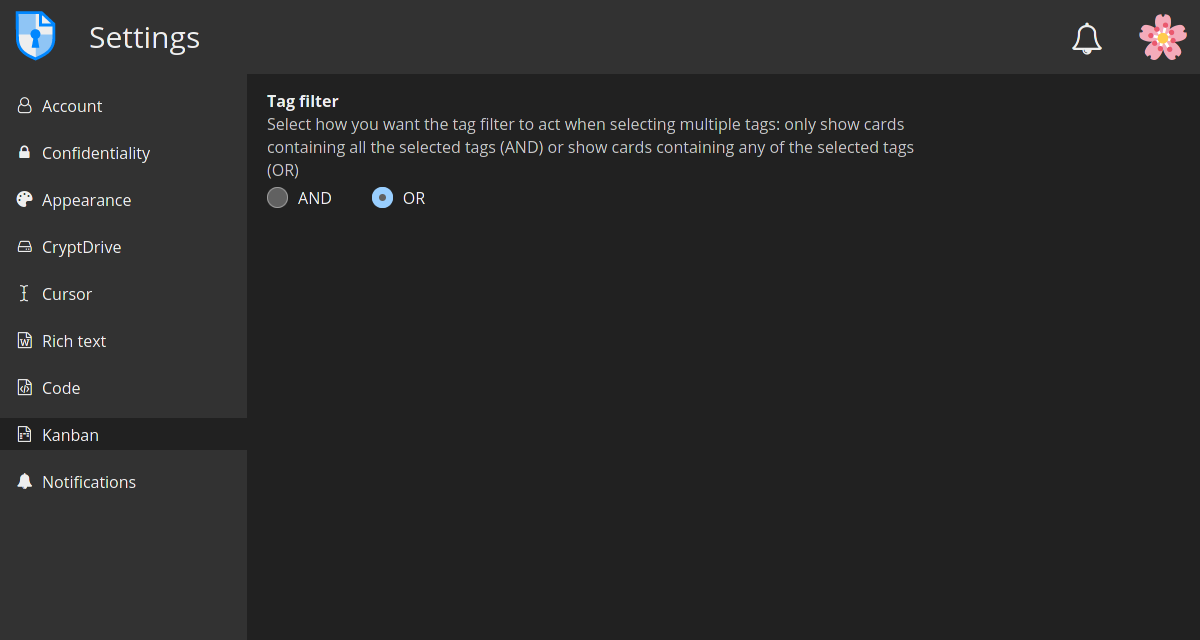 Settings
Account
Confidentiality
Appearance
CryptDrive
Cursor
Rich text
Code
Kanban
Notifications
Tag filter
Select how you want the tag filter to act when selecting multiple tags: only show cards
containing all the selected tags (AND) or show cards containing any of the selected tags
(OR)
AND OR